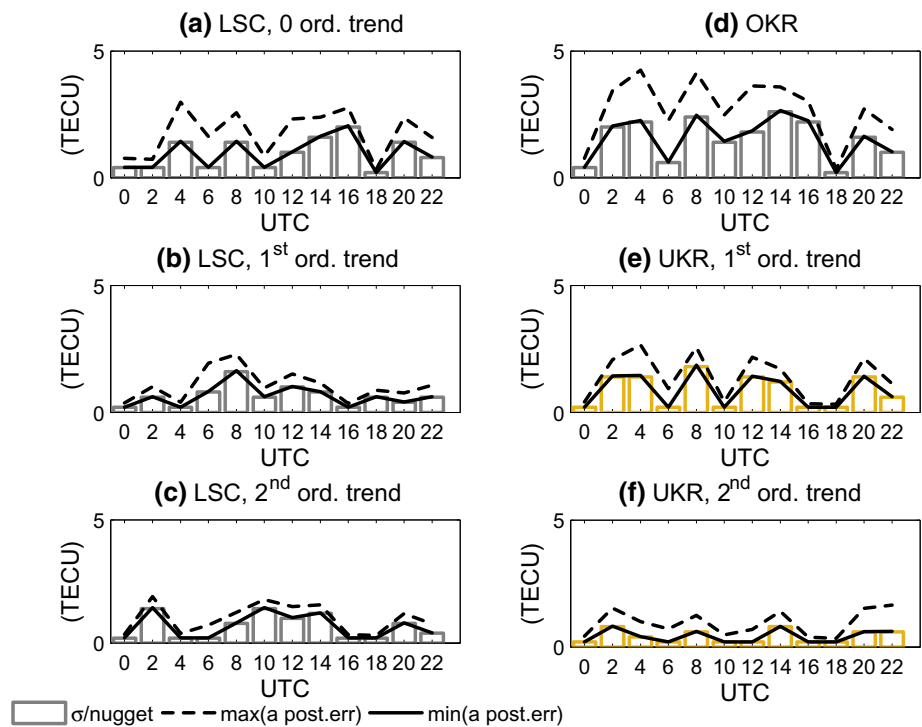 (a) LSC, 0 ord. trend
5
(TECU)
0
0 2 4 6 8 10 12 14 16 18 20 22
UTC
(d) OKR
5
(TECU)
0
0 2 4 6 8 10 12 14 16 18 20 22
UTC
(b) LSC, 1st ord. trend
5
(TECU)
0
0 2 4 6 8 10 12 14 16 18 20 22
UTC
(e) UKR, 1st ord. trend
5
(TECU)
0
0 2 4 6 8 10 12 14 16 18 20 22
UTC
(c) LSC, 2nd ord. trend
5
(TECU)
0
0 2 4 6 8 10 12 14 16 18 20 22
UTC
(f) UKR, 2nd ord. trend
5
(TECU)
0
0 2 4 6 8 10 12 14 16 18 20 22
UTC
σ/nugget max(a post.err) min(a post.err)